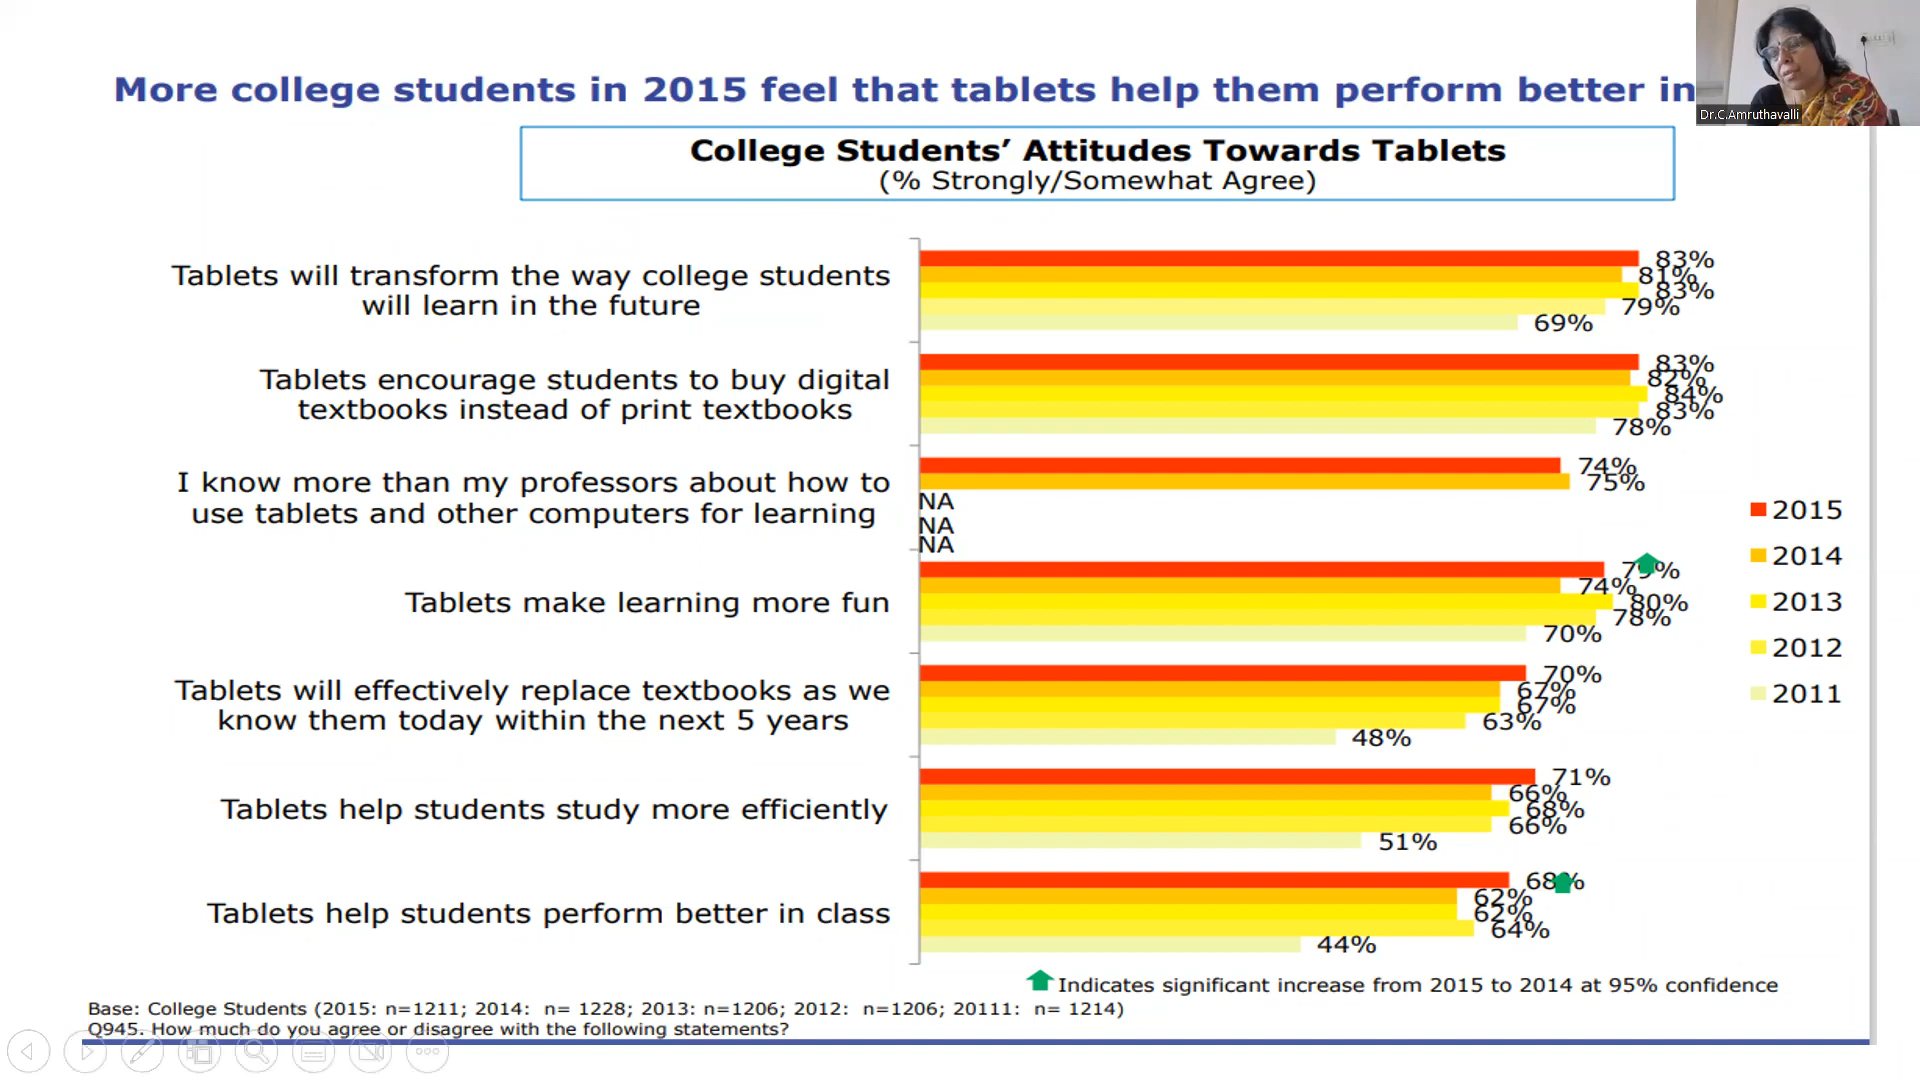 More college students in 2015 feel that tablets help them perform better in
Dr.C.Amruthavalli
College Students’ Attitudes Towards Tablets
(% Strongly/Somewhat Agree)
Tablets will transform the way college students
will learn in the future
83%
81%
83%
79%
69%
Tablets encourage students to buy digital
textbooks instead of print textbooks
83%
82%
84%
83%
78%
I know more than my professors about how to
use tablets and other computers for learning
74%
75%
NA
NA
NA
Tablets make learning more fun
79%
74%
80%
78%
70%
Tablets will effectively replace textbooks as we
know them today within the next 5 years
70%
67%
67%
63%
48%
Tablets help students study more efficiently
71%
66%
68%
66%
51%
Tablets help students perform better in class
68%
62%
62%
64%
44%
2015
2014
2013
2012
2011
Indicates significant increase from 2015 to 2014 at 95% confidence
Base: College Students (2015: n=1211; 2014: n= 1228; 2013: n=1206; 2012: n=1206; 20111: n= 1214)
Q945. How much do you agree or disagree with the following statements?